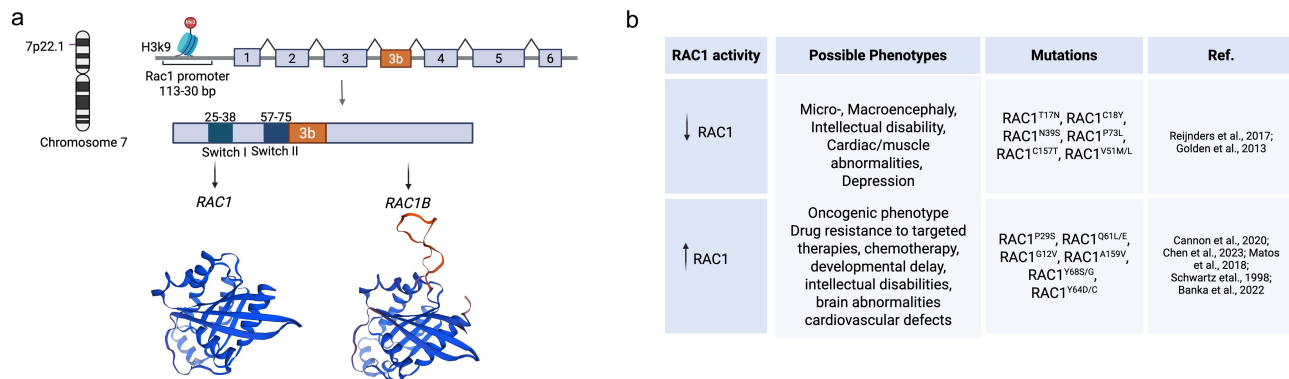 a
7p22.1
Chromosome 7
Me3
H3k9
Rac1 promoter
113-30 bp
1 2 3 3b 4 5 6
25-38 57-75
3b
Switch I Switch II
RAC1 RAC1B
b
RAC1 activity Possible Phenotypes Mutations Ref.
↓ RAC1
Micro-, Macroencephaly,
Intellectual disability,
Cardiac/muscle
abnormalities,
Depression
RAC1T17N, RAC1C18Y,
RAC1N39S, RAC1P73L,
RAC1C157T, RAC1V51M/L
Reijnders et al., 2017;
Golden et al., 2013
↑ RAC1
Oncogenic phenotype
Drug resistance to targeted
therapies, chemotherapy,
developmental delay,
intellectual disabilities,
brain abnormalities
cardiovascular defects
RAC1P29S, RAC1Q61L/E,
RAC1G12V, RAC1A159V,
RAC1Y68S/G
,
RAC1Y64D/C
Cannon et al., 2020;
Chen et al., 2023; Matos
et al., 2018;
Schwartz etal., 1998;
Banka et al., 2022